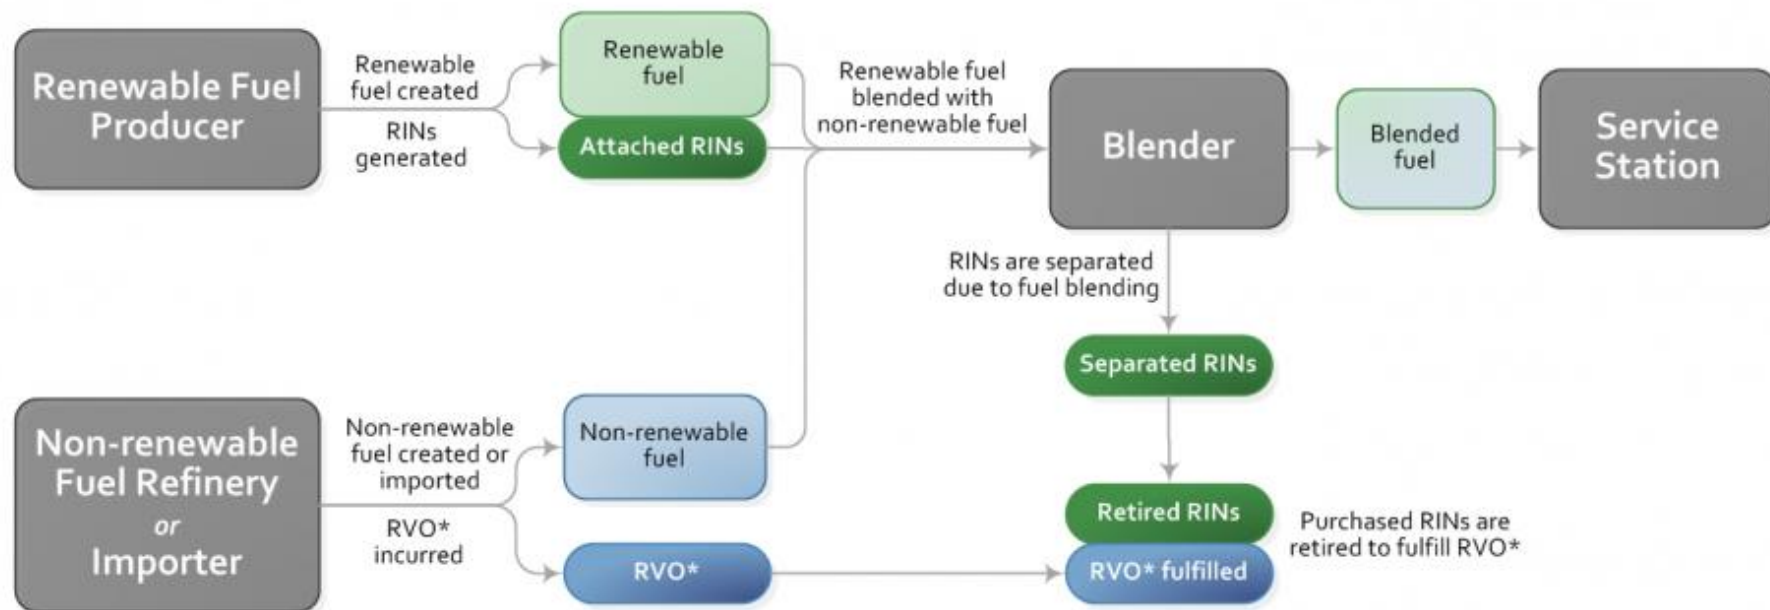 Renewable Fuel
Producer
Renewable
fuel created
RINs
generated
Renewable
fuel
Attached RINs
Renewable fuel
blended with
non-renewable fuel
Blender
Blended
fuel
Service
Station
RINs are separated
due to fuel blending
Separated RINs
Non-renewable
Fuel Refinery
or
Importer
Non-renewable
fuel created or
imported
RVO*
incurred
Non-renewable
fuel
RVO*
Retired RINs
RVO* fulfilled
Purchased RINs are
retired to fulfill RVO*